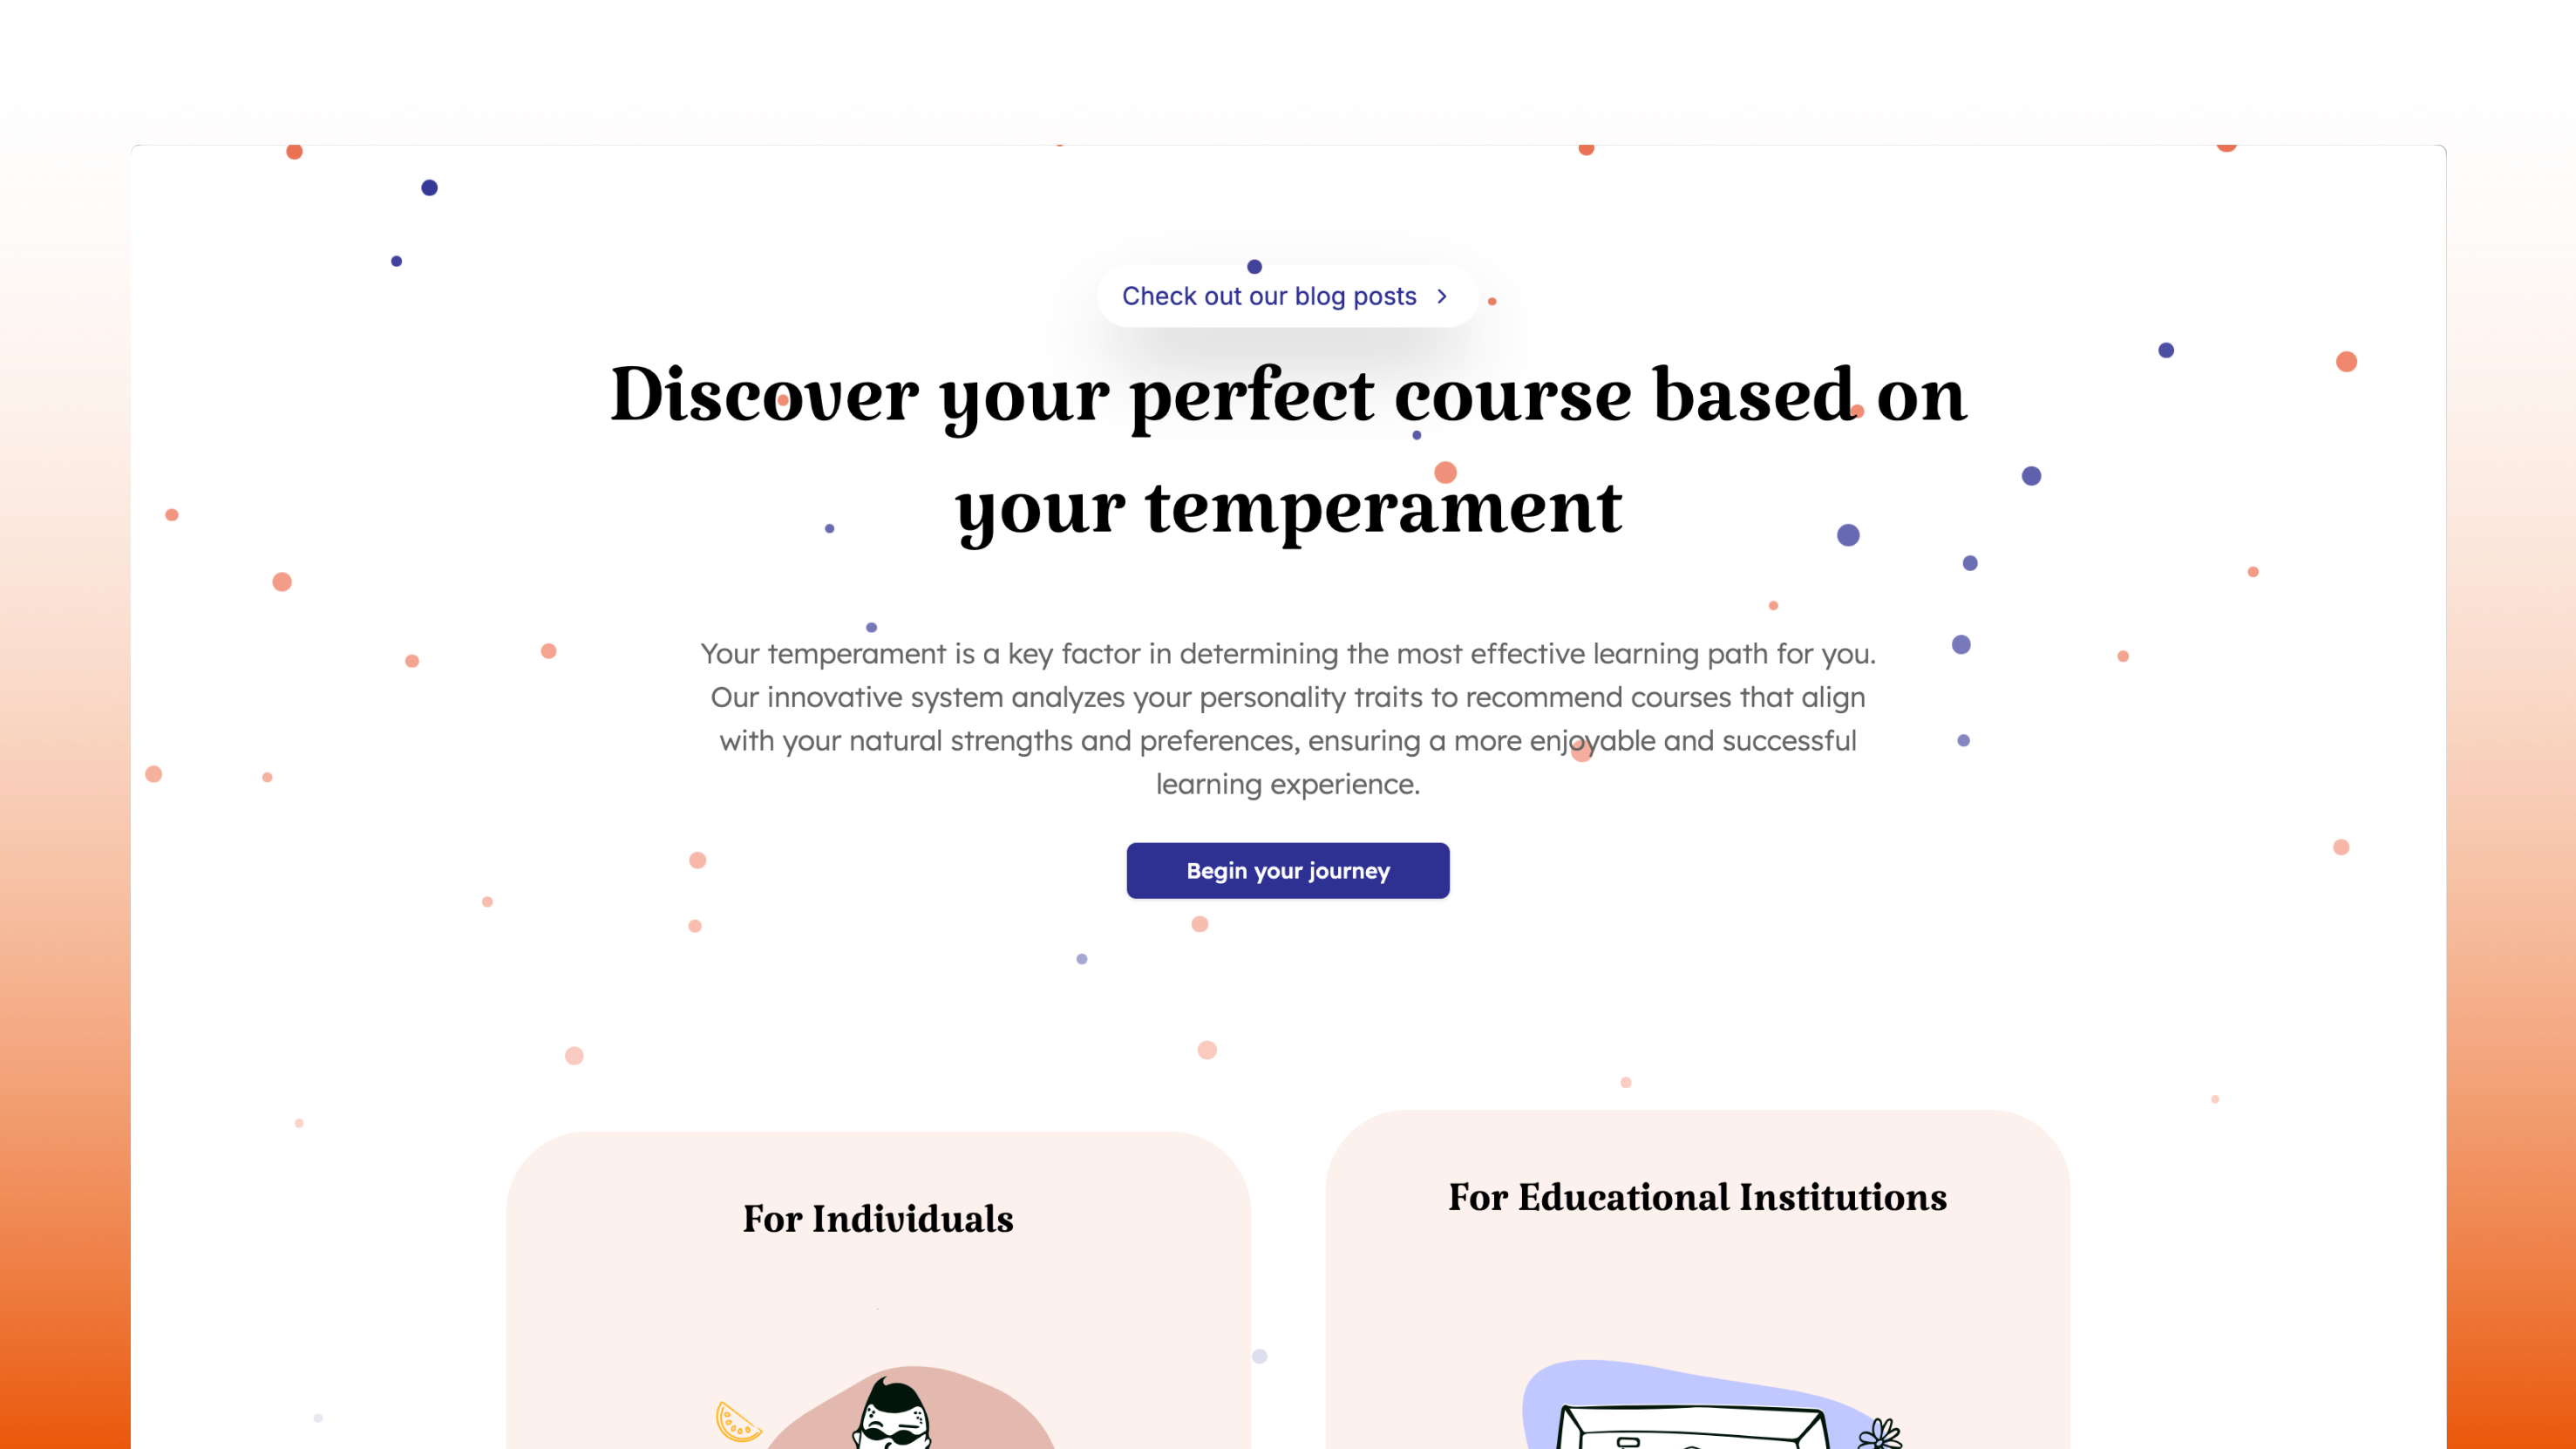 Check out our blog posts
Discover your perfect course based on
your temperament
Your temperament is a key factor in determining the most effective learning path for you.
Our innovative system analyzes your personality traits to recommend courses that align
with your natural strengths and preferences, ensuring a more enjoyable and successful
learning experience.
Begin your journey
For Individuals
For Educational Institutions